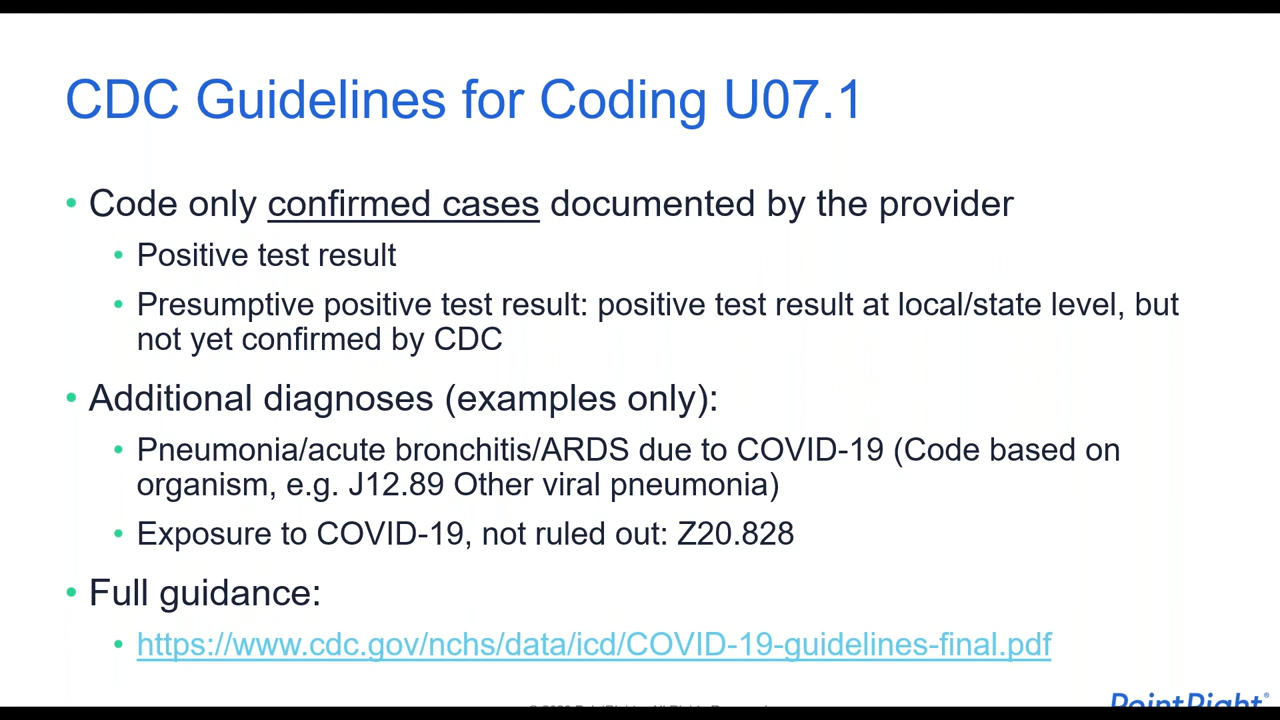 CDC Guidelines for Coding U07.1
• Code only confirmed cases documented by the provider
• Positive test result
• Presumptive positive test result: positive test result at local/state level, but
not yet confirmed by CDC
• Additional diagnoses (examples only):
• Pneumonia/acute bronchitis/ARDS due to COVID-19 (Code based on
organism, e.g. J12.89 Other viral pneumonia)
• Exposure to COVID-19, not ruled out: Z20.828
• Full guidance:
• https://www.cdc.gov/nchs/data/icd/COVID-19-guidelines-final.pdf
PointRight®